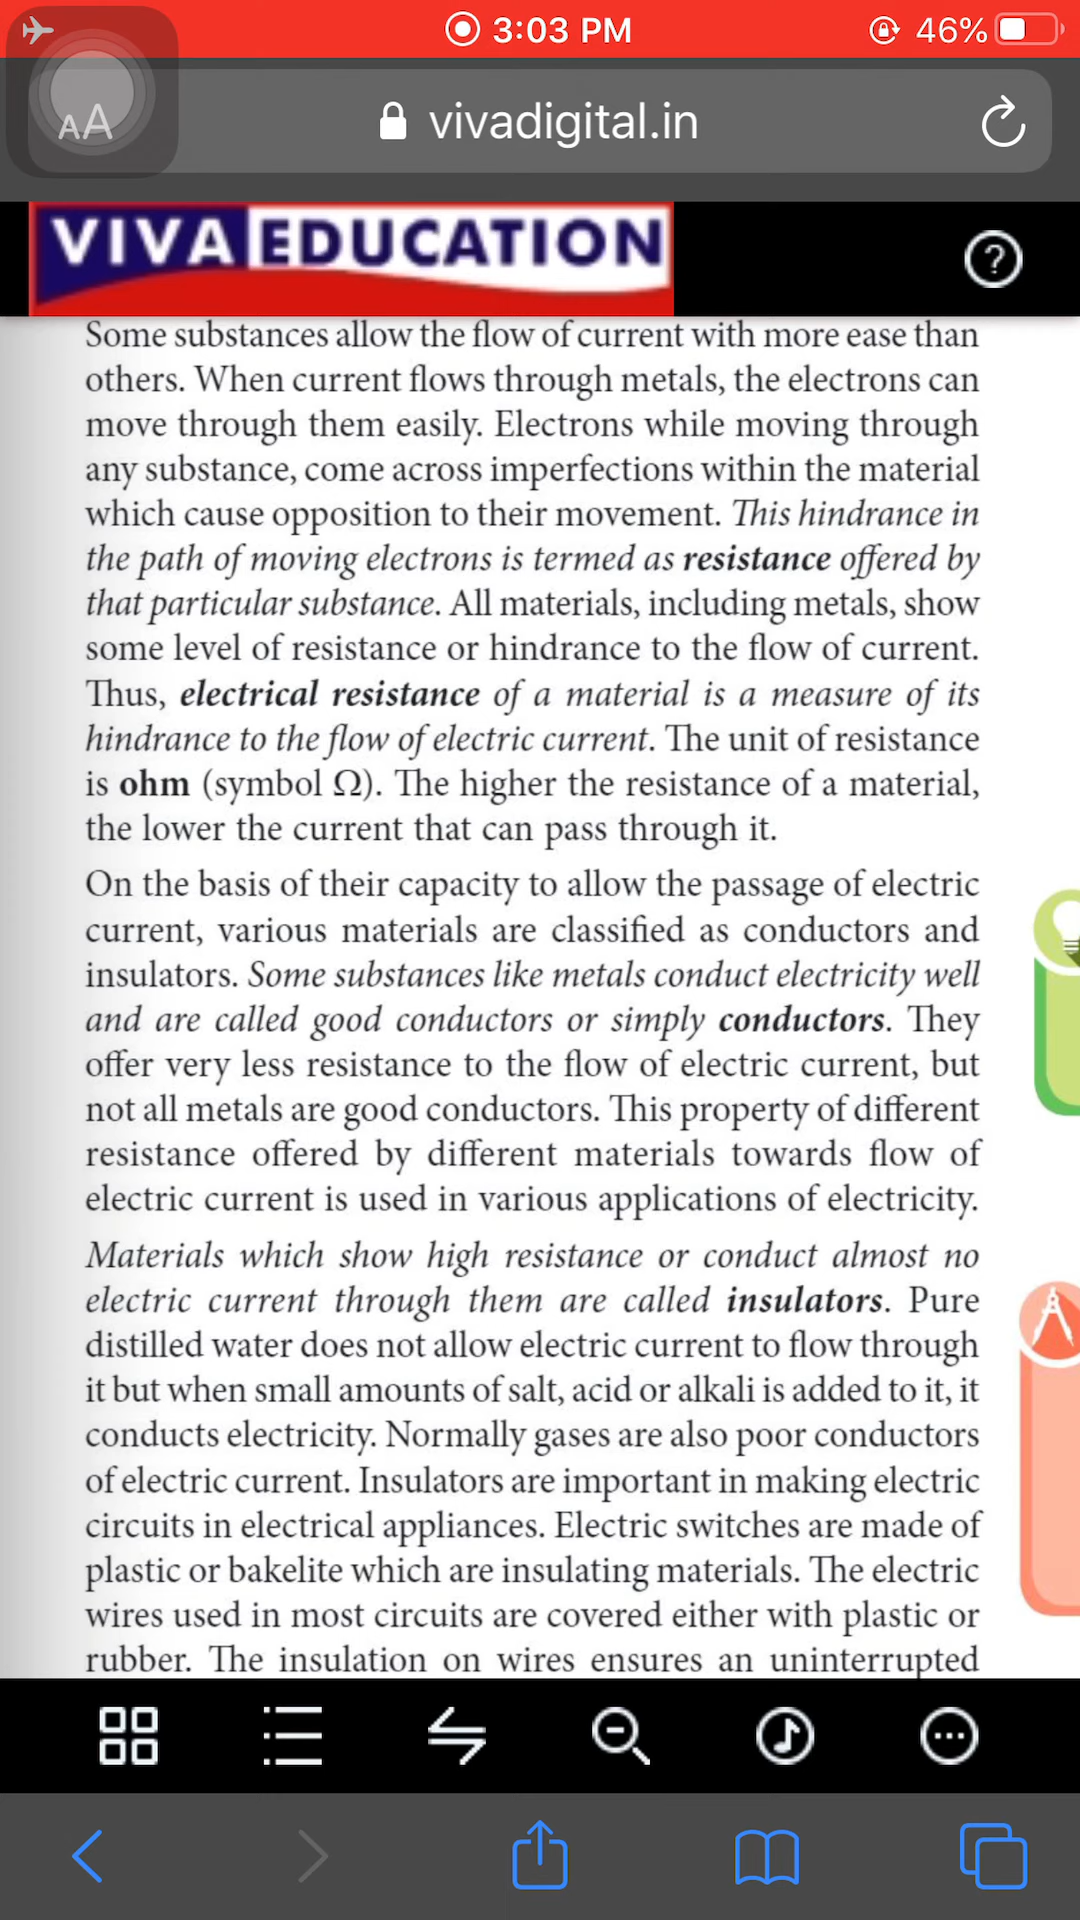 3:03 PM
46%
AA
vivadigital.in
VIVA EDUCATION
?
Some substances allow the flow of current with more ease than
others. When current flows through metals, the electrons can
move through them easily. Electrons while moving through
any substance, come across imperfections within the material
which cause opposition to their movement. This hindrance in
the path of moving electrons is termed as resistance offered by
that particular substance. All materials, including metals, show
some level of resistance or hindrance to the flow of current.
Thus, electrical resistance of a material is a measure of its
hindrance to the flow of electric current. The unit of resistance
is ohm (symbol Ω). The higher the resistance of a material,
the lower the current that can pass through it.
On the basis of their capacity to allow the passage of electric
current, various materials are classified as conductors and
insulators. Some substances like metals conduct electricity well
and are called good conductors or simply conductors. They
offer very less resistance to the flow of electric current, but
not all metals are good conductors. This property of different
resistance offered by different materials towards flow of
electric current is used in various applications of electricity.
Materials which show high resistance or conduct almost no
electric current through them are called insulators. Pure
distilled water does not allow electric current to flow through
it but when small amounts of salt, acid or alkali is added to it, it
conducts electricity. Normally gases are also poor conductors
of electric current. Insulators are important in making electric
circuits in electrical appliances. Electric switches are made of
plastic or bakelite which are insulating materials. The electric
wires used in most circuits are covered either with plastic or
rubber. The insulation on wires ensures an uninterrupted